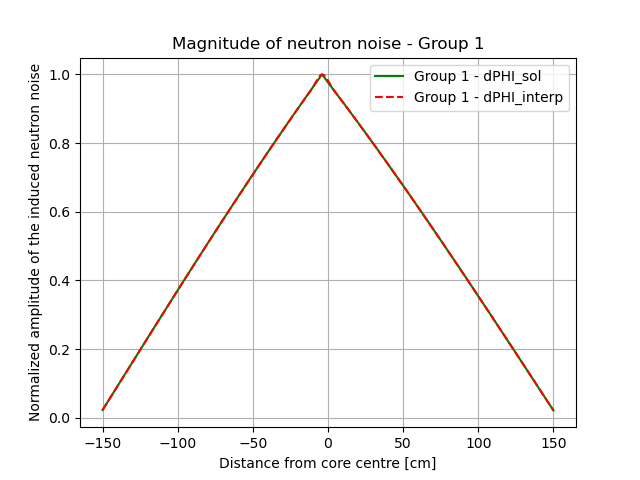 Magnitude of neutron noise - Group 1
Normalized amplitude of the induced neutron noise
1.0
0.8
0.6
0.4
0.2
0.0
Group 1 - dPHI_sol
Group 1 - dPHI_interp
−150
−100
−50
0
50
100
150
Distance from core centre [cm]